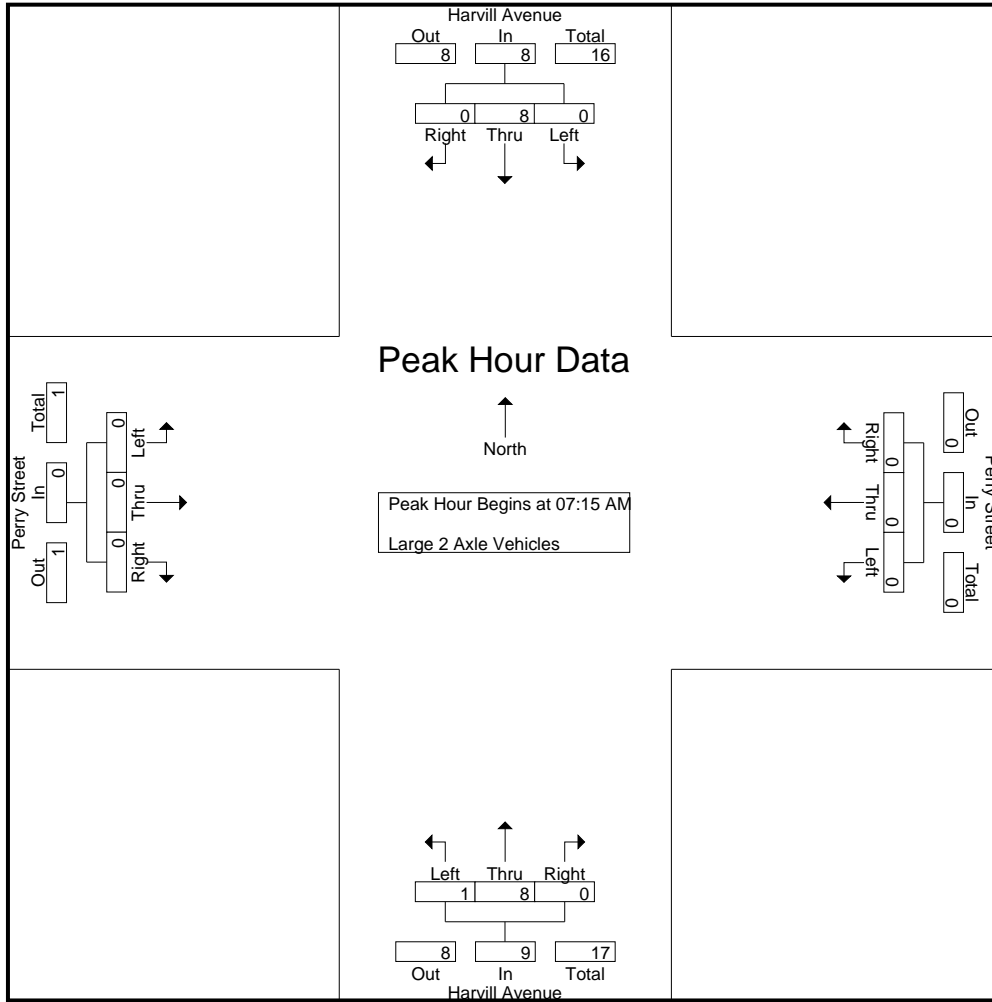 Harvill Avenue
Out In Total
8 8 16
0 8 0
Right Thru Left
Peak Hour Data
North
Peak Hour Begins at 07:15 AM
Large 2 Axle Vehicles
Perry Street
Total In Out
1 0 1
0 0 0
Left Thru Right
Right Thru Left
0 0 0
0 0 0
Out In Total
Perry Street
Left Thru Right
1 8 0
8 9 17
Out In Total
Harvill Avenue